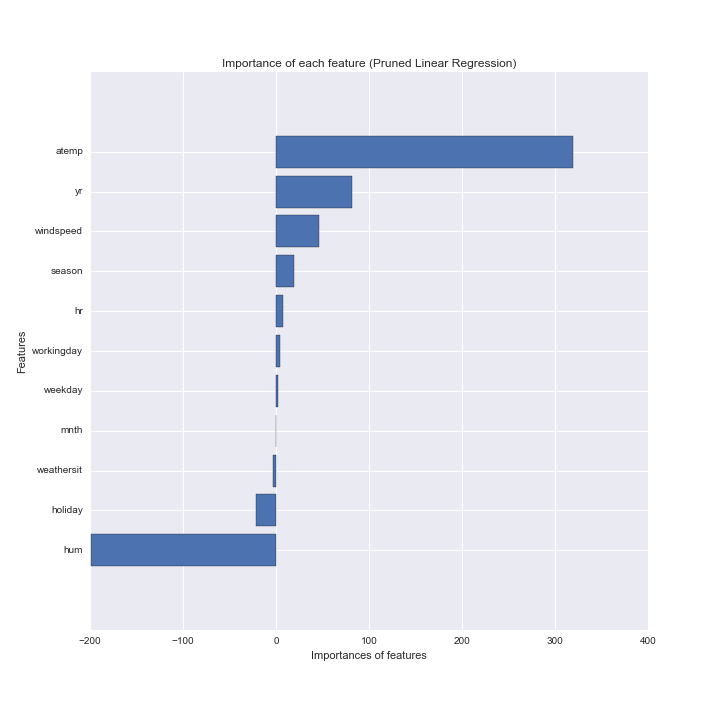 Importance of each feature (Pruned Linear Regression)
atemp
yr
windspeed
season
hr
workingday
weekday
mnth
weathersit
holiday
hum
Features
−200 −100 0 100 200 300 400
Importances of features